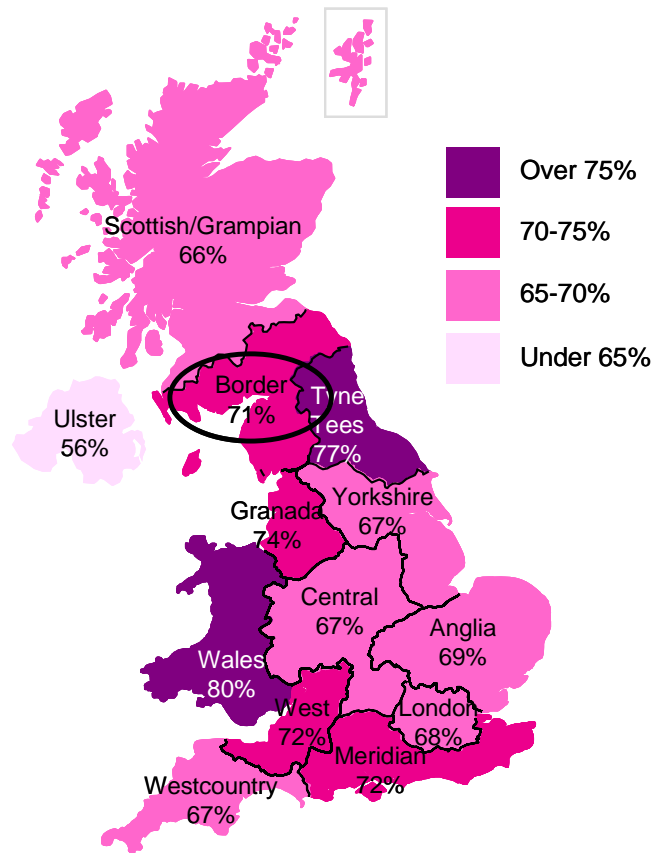 Over 75%
70-75%
65-70%
Under 65%
Scottish/Grampian
66%
Border
71%
Ulster
56%
Tyne
Tees
77%
Yorkshire
67%
Granada
74%
Central
67%
Anglia
69%
Wales
80%
West
72%
London
68%
Meridian
72%
Westcountry
67%